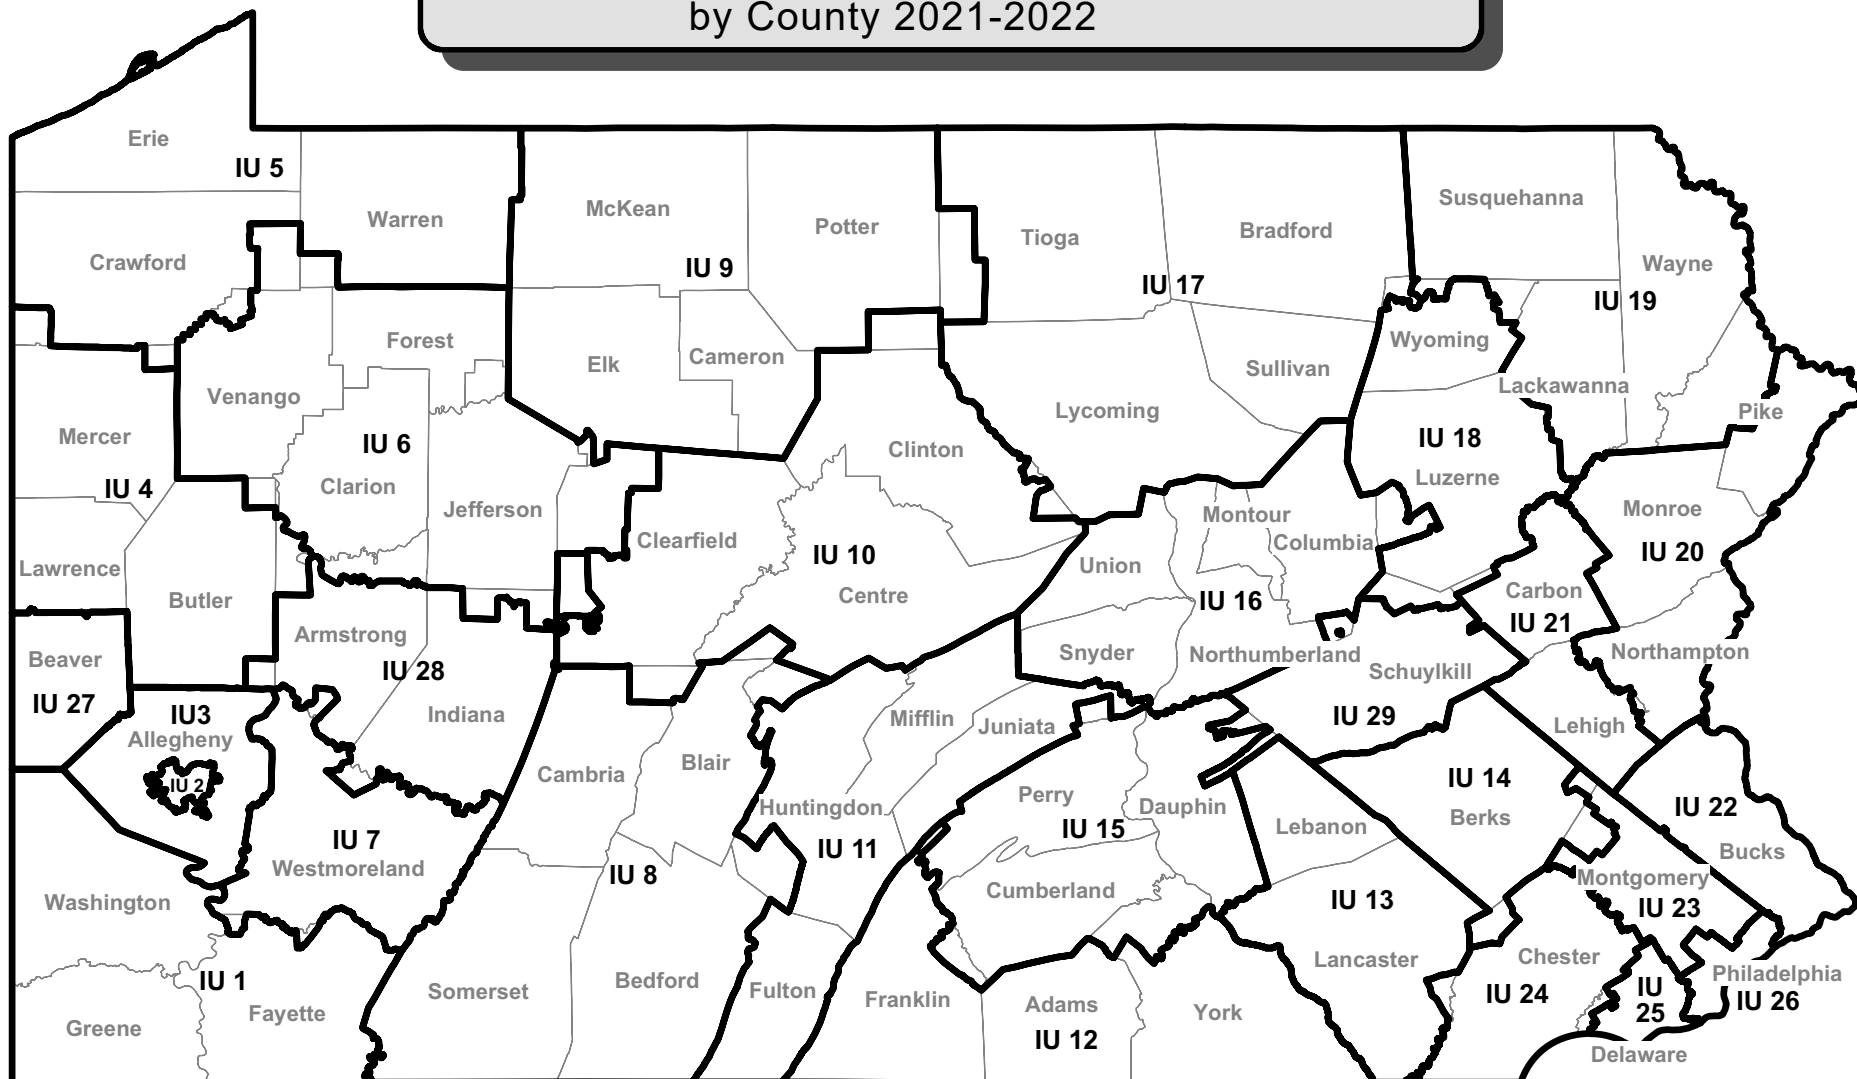 by County 2021-2022
Erie
IU 5
Warren
McKean
Potter
Tioga
Bradford
Susquehanna
Crawford
IU 9
IU 17
Wayne
IU 19
Forest
Elk
Cameron
Sullivan
Wyoming
Venango
Lycoming
Lackawanna
Pike
Mercer
IU 6
Clinton
IU 18
IU 4
Clarion
Luzerne
Jefferson
Montour
Monroe
Lawrence
Clearfield
IU 10
Columbia
IU 20
Butler
Centre
Union
IU 16
Carbon
IU 21
Armstrong
Beaver
IU 28
Snyder
Northumberland
Schuylkill
Northampton
IU 27
IU3
Allegheny
Indiana
Mifflin
Juniata
IU 29
Lehigh
IU 2
Cambria
Blair
Huntingdon
Perry
Dauphin
IU 14
Berks
IU 22
IU 7
Westmoreland
IU 11
IU 15
Lebanon
Bucks
Washington
IU 8
Cumberland
IU 13
Montgomery
IU 23
IU 1
Fayette
Somerset
Bedford
Fulton
Franklin
Adams
IU 12
York
Lancaster
Chester
IU 24
IU
25
Philadelphia
IU 26
Greene
Delaware